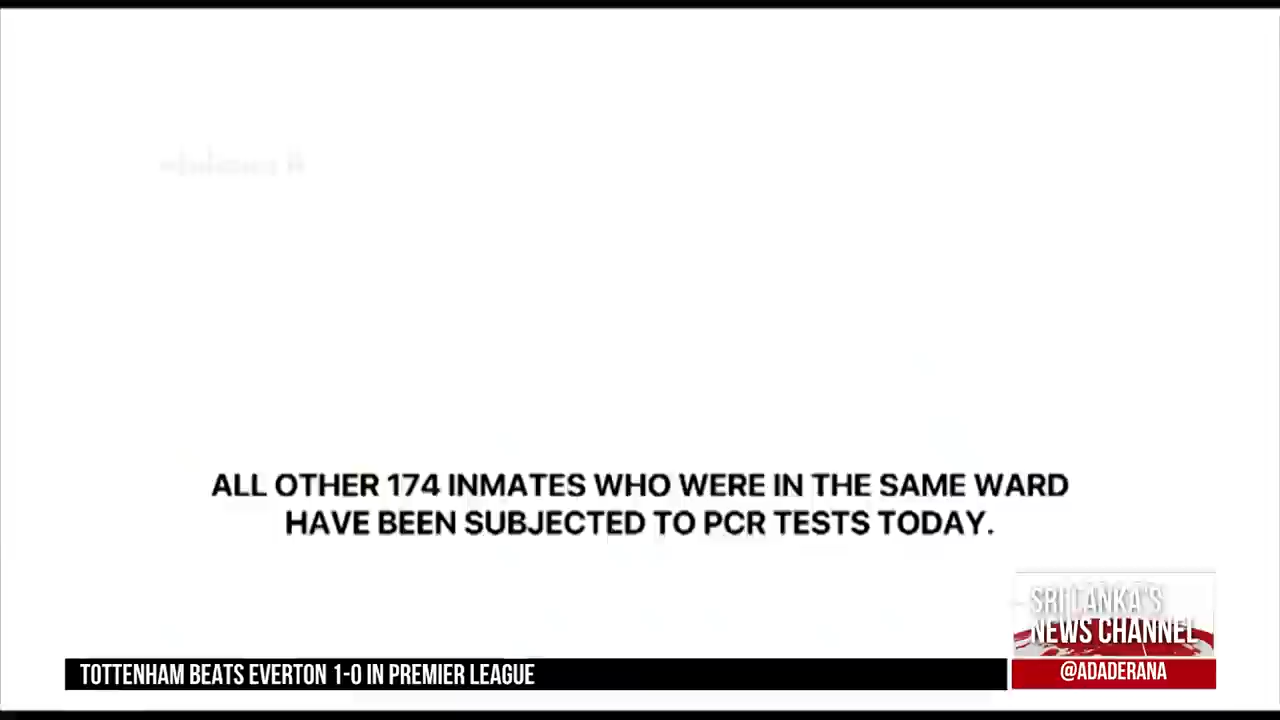 ALL OTHER 174 INMATES WHO WERE IN THE SAME WARD
HAVE BEEN SUBJECTED TO PCR TESTS TODAY.
SRI LANKA'S
NEWS CHANNEL
@ADADERANA
TOTTENHAM BEATS EVERTON 1-0 IN PREMIER LEAGUE